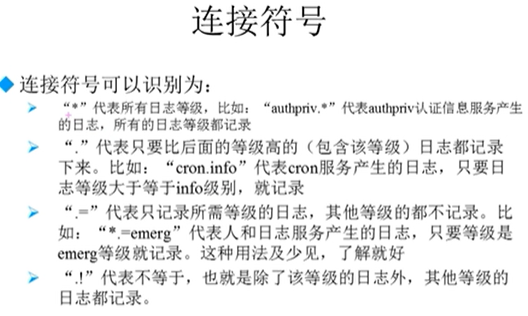 连接符号
连接符号可以识别为：
“*”代表所有日志等级，比如：“authpriv.*”代表authpriv认证信息服务产生
的日志，所有的日志等级都记录
“.”代表只要比后面的等级高的（包含该等级）日志都记录
下来。比如：“cron.info”代表cron服务产生的日志，只要日
志等级大于等于info级别，就记录
“.=”代表只记录所需等级的日志，其他等级的都不记录。比
如：“*.=emerg”代表人和日志服务产生的日志，只要等级是
emerg等级就记录。这种用法及少见，了解就好
“.!”代表不等于，也就是除了该等级的日志外，其他等级的
日志都记录。